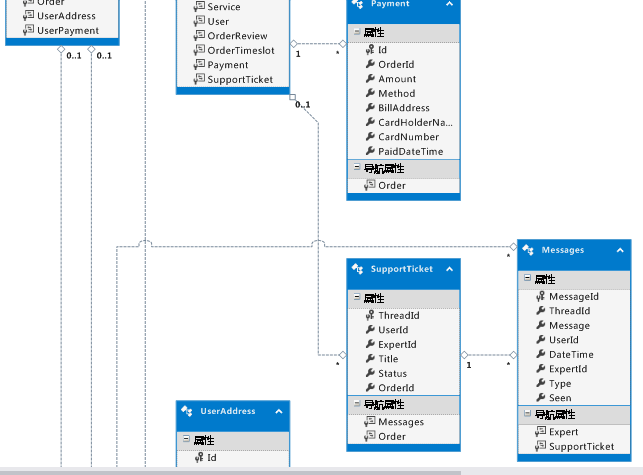 Order
UserAddress
UserPayment
0..1
0..1
Service
User
OrderReview
OrderTimeslot
Payment
SupportTicket
1
*
0..1
Payment
属性
Id
OrderId
Amount
Method
BillAddress
CardHolderNa...
CardNumber
PaidDateTime
导航属性
Order
*
SupportTicket
属性
ThreadId
UserId
ExpertId
Title
Status
OrderId
导航属性
Messages
Order
*
1
*
Messages
属性
MessageId
ThreadId
Message
UserId
DateTime
ExpertId
Type
Seen
导航属性
Expert
SupportTicket
UserAddress
属性
Id